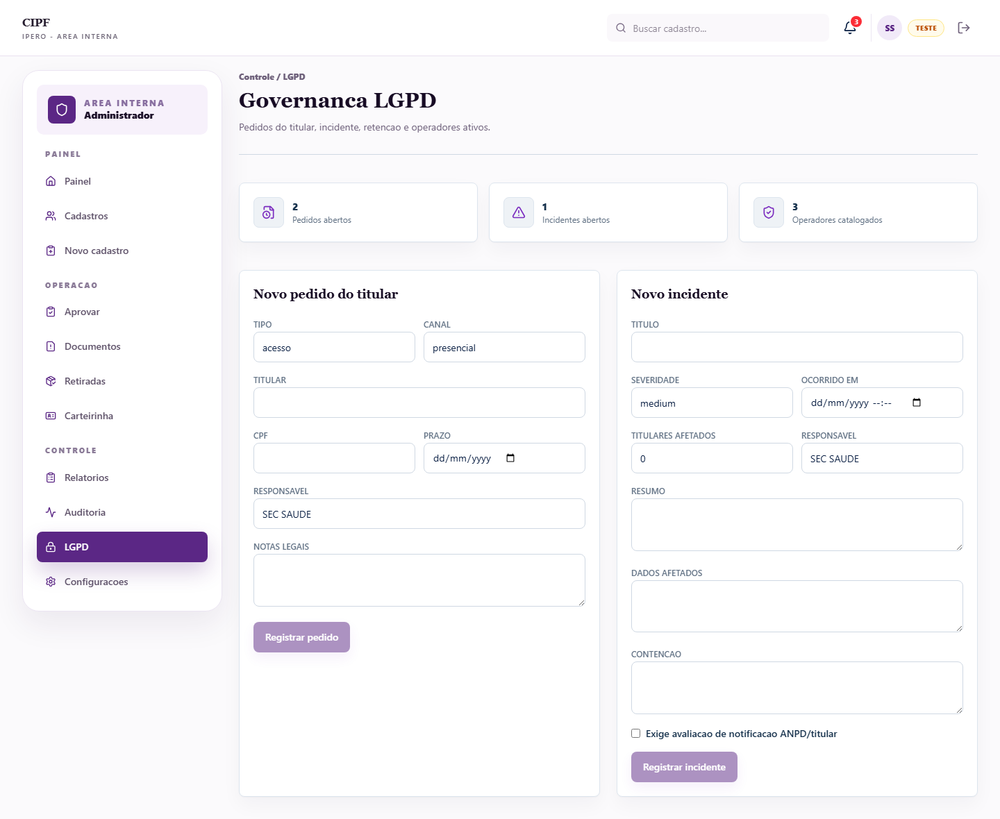 CIPF
IPERO - AREA INTERNA
Buscar cadastro...
3
SS
TESTE
AREA INTERNA
Administrador
PAINEL
Painel
Cadastros
Novo cadastro
OPERACAO
Aprovar
Documentos
Retiradas
Carteirinha
CONTROLE
Relatorios
Auditoria
LGPD
Configuracoes
Controle / LGPD
Governanca LGPD
Pedidos do titular, incidente, retencao e operadores ativos.
2
Pedidos abertos
1
Incidentes abertos
3
Operadores catalogados
Novo pedido do titular
TIPO
CANAL
acesso
presencial
TITULAR
CPF
PRAZO
dd/mm/yyyy
RESPONSAVEL
SEC SAUDE
NOTAS LEGAIS
Registrar pedido
Novo incidente
TITULO
SEVERIDADE
OCORRIDO EM
medium
dd/mm/yyyy --:--
TITULARES AFETADOS
RESPONSAVEL
0
SEC SAUDE
RESUMO
DADOS AFETADOS
CONTENCAO
Exige avaliacao de notificacao ANPD/titular
Registrar incidente